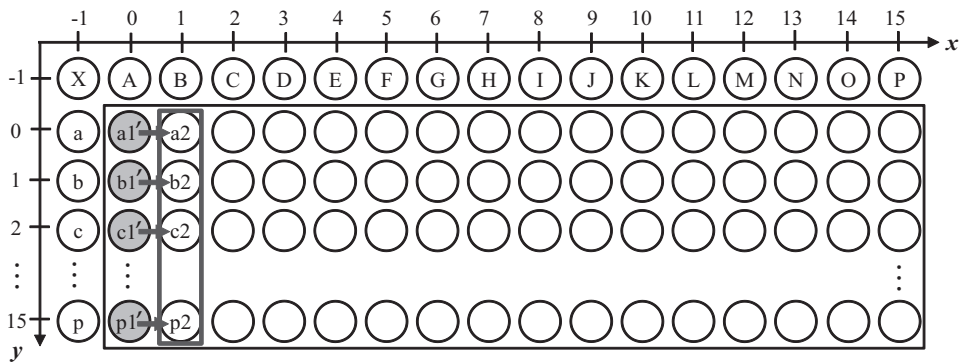 -1 0 1 2 3 4 5 6 7 8 9 10 11 12 13 14 15
x
-1 X A B C D E F G H I J K L M N O P
0 a a1′ a2
1 b b1′ b2
2 c c1′ c2
⋮ ⋮ ⋮ ⋮
15 p p1′ p2
y